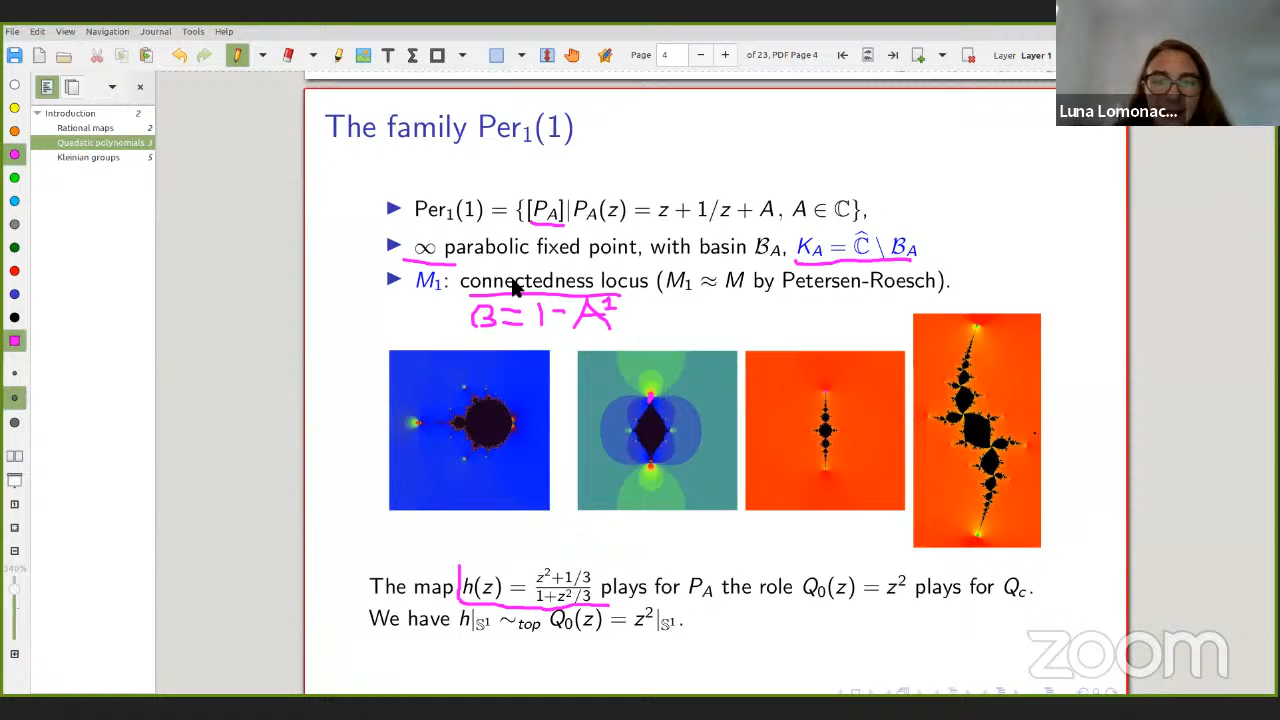 File Edit View Navigation Journal Tools Help
Page 4 of 23, PDF Page 4 Layer Layer 1
Luna Lomonac...
Introduction 2
Rational maps 2
Quadatic polynomials 3
Kleinian groups 5
340%
The family Per₁(1)
▶ Per₁(1) = {[P_A]|P_A(z) = z + 1/z + A, A ∈ ℂ},
▶ ∞ parabolic fixed point, with basin 𝓑_A, K_A = Ĉ \ 𝓑_A
▶ M₁: connectedness locus (M₁ ≈ M by Petersen-Roesch).
B = 1 - A²
The map h(z) = (z²+1/3)/(1+z²/3) plays for P_A the role Q₀(z) = z² plays for Q_c.
We have h|_𝕊¹ ∼_top Q₀(z) = z²|_𝕊¹.
zoom